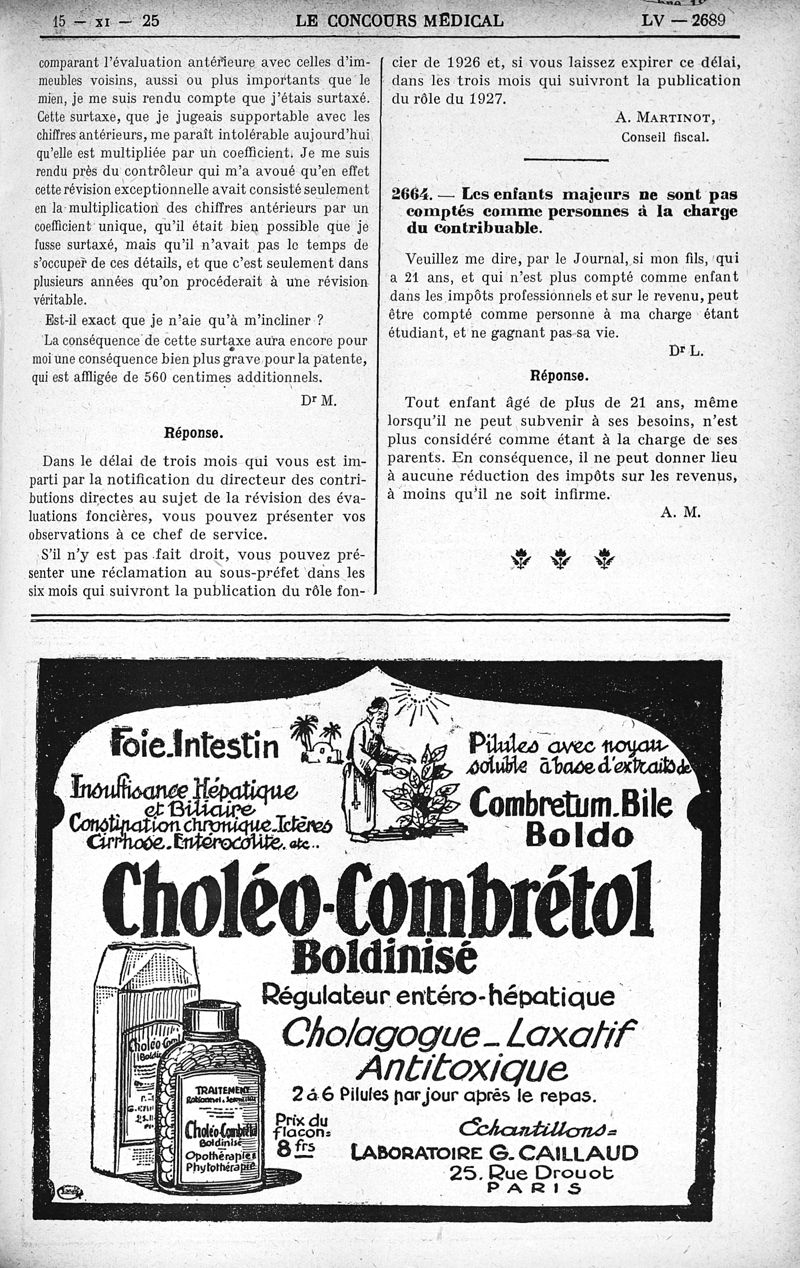 15 — XI — 25
LE CONCOURS MÉDICAL
LV — 2689
comparant l'évaluation antérieure avec celles d'im-
meubles voisins, aussi ou plus importants que le
mien, je me suis rendu compte que j'étais surtaxé.
Cette surtaxe, que je jugeais supportable avec les
chiffres antérieurs, me paraît intolérable aujourd'hui
qu'elle est multipliée par un coefficient. Je me suis
rendu près du contrôleur qui m'a avoué qu'en effet
cette révision exceptionnelle avait consisté seulement
en la multiplication des chiffres antérieurs par un
coefficient unique, qu'il était bien possible que je
fusse surtaxé, mais qu'il n'avait pas le temps de
s'occuper de ces détails, et que c'est seulement dans
plusieurs années qu'on procéderait à une révision
véritable.
Est-il exact que je n'aie qu'à m'incliner ?
La conséquence de cette surtaxe aura encore pour
moi une conséquence bien plus grave pour la patente,
qui est affligée de 560 centimes additionnels.
Dr M.
Réponse.
Dans le délai de trois mois qui vous est im-
parti par la notification du directeur des contri-
butions directes au sujet de la révision des éva-
luations foncières, vous pouvez présenter vos
observations à ce chef de service.
S'il n'y est pas fait droit, vous pouvez pré-
senter une réclamation au sous-préfet dans les
six mois qui suivront la publication du rôle fon-
cier de 1926 et, si vous laissez expirer ce délai,
dans les trois mois qui suivront la publication
du rôle du 1927.
A. MARTINOT,
Conseil fiscal.
2664. — Les enfants majeurs ne sont pas
comptés comme personnes à la charge
du contribuable.
Veuillez me dire, par le Journal, si mon fils, qui
a 21 ans, et qui n'est plus compté comme enfant
dans les impôts professionnels et sur le revenu, peut
être compté comme personne à ma charge étant
étudiant, et ne gagnant pas sa vie.
Dr L.
Réponse.
Tout enfant âgé de plus de 21 ans, même
lorsqu'il ne peut subvenir à ses besoins, n'est
plus considéré comme étant à la charge de ses
parents. En conséquence, il ne peut donner lieu
à aucune réduction des impôts sur les revenus,
à moins qu'il ne soit infirme.
A. M.
Foie_Intestin
Insuffisance Hépatique
et Biliaire
Constipation chronique_Ictères
Cirrhose_Entérocolite. etc..
Pilules avec noyau
soluble à base d'extraits de
Combretum_Bile
Boldo
Choléo-Combrétol
Boldinisé
Régulateur entéro-hépatique
Cholagogue_Laxatif
Antitoxique
2 à 6 Pilules par jour après le repas.
Prix du
flacon:
8 frs
Échantillons=
LABORATOIRE G. CAILLAUD
25. Rue Drouot
PARIS
TRAITEMENT
Choléo-Combrétol
Boldinisé
Opothérapie
Phytothérapie